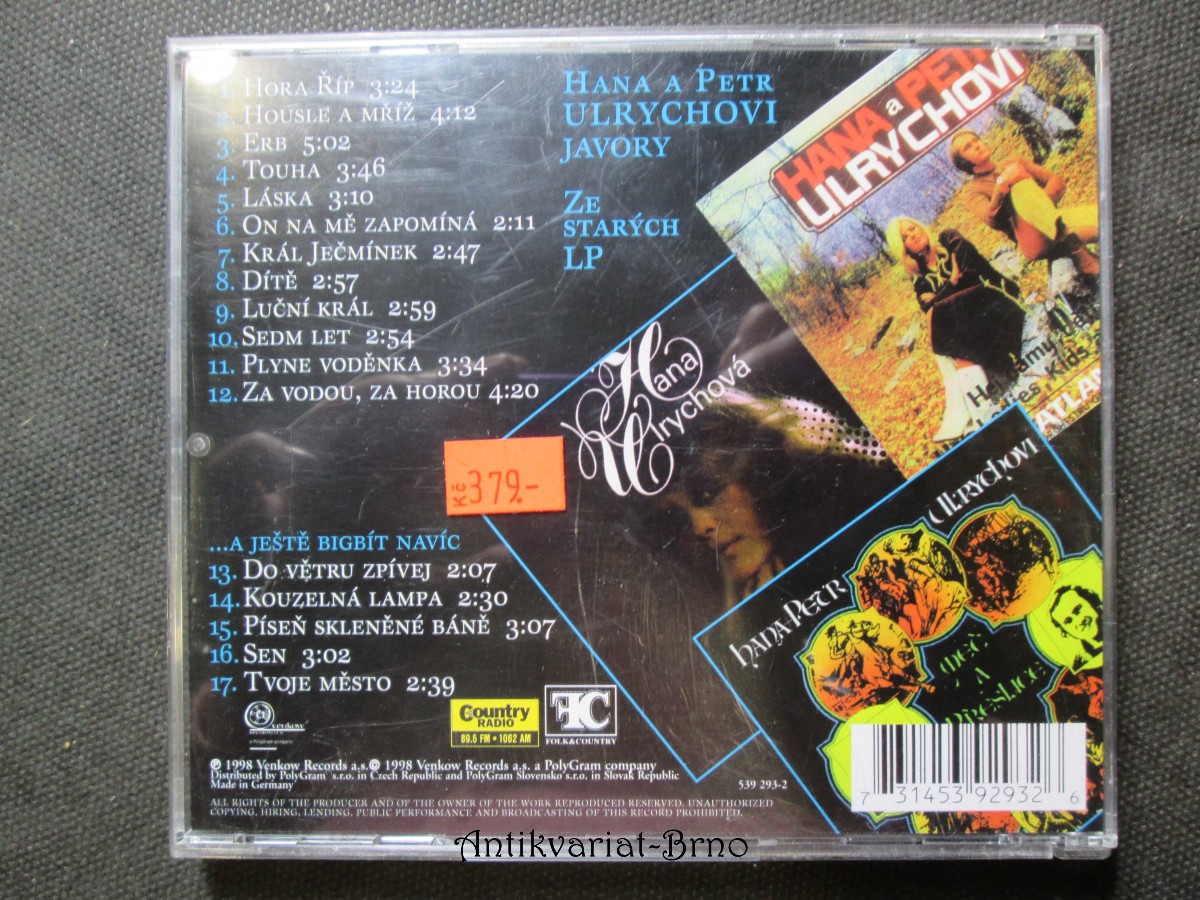 1. Hora Říp 3:24
2. Housle a mříž 4:12
3. Erb 5:02
4. Touha 3:46
5. Láska 3:10
6. On na mě zapomíná 2:11
7. Král Ječmínek 2:47
8. Dítě 2:57
9. Luční král 2:59
10. Sedm let 2:54
11. Plyne voděnka 3:34
12. Za vodou, za horou 4:20
Hana a Petr
Ulrychovi
Javory
Ze
starých
LP
HANA a PETR
ULRYCHOVI
ATLAN
Hana
Ulrychová
Kč 379.-
...a ještě bigbít navíc
13. Do větru zpívej 2:07
14. Kouzelná lampa 2:30
15. Píseň skleněné báně 3:07
16. Sen 3:02
17. Tvoje město 2:39
hana-Petr Ulrychovi
meč
a
přeslice
Venkow
a PolyGram company
Country
RADIO
89.5 FM • 1062 AM
FC
FOLK&COUNTRY
℗ 1998 Venkow Records a.s.© 1998 Venkow Records a.s. a PolyGram company
Distributed by PolyGram s.r.o. in Czech Republic and PolyGram Slovensko s.r.o. in Slovak Republic
Made in Germany
539 293-2
ALL RIGHTS OF THE PRODUCER AND OF THE OWNER OF THE WORK REPRODUCED RESERVED. UNAUTHORIZED
COPYING, HIRING, LENDING, PUBLIC PERFORMANCE AND BROADCASTING OF THIS RECORD PROHIBITED.
7 31453 92932 6
Antikvariat-Brno